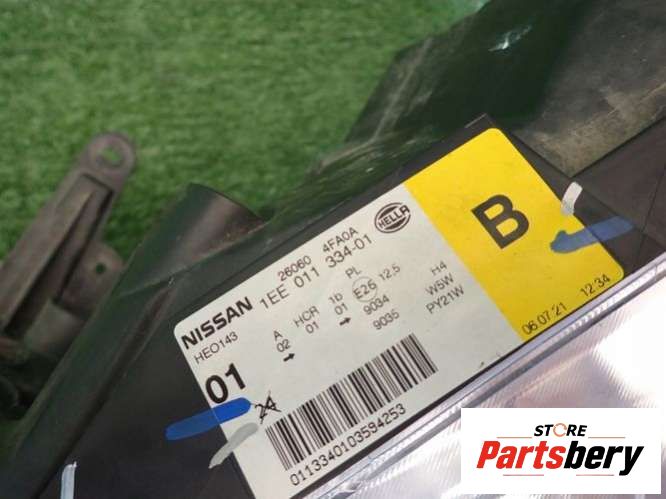 NISSAN 26060 4FA0A
HEO143 1EE 011 334-01
HELLA
01
A HCR 1b PL
02 01 01 E26 12,5
→ → 9034
9035
H4
W5W
PY21W
24
0113340103594253
B
06.07.21 12:34
STORE
Partsbery